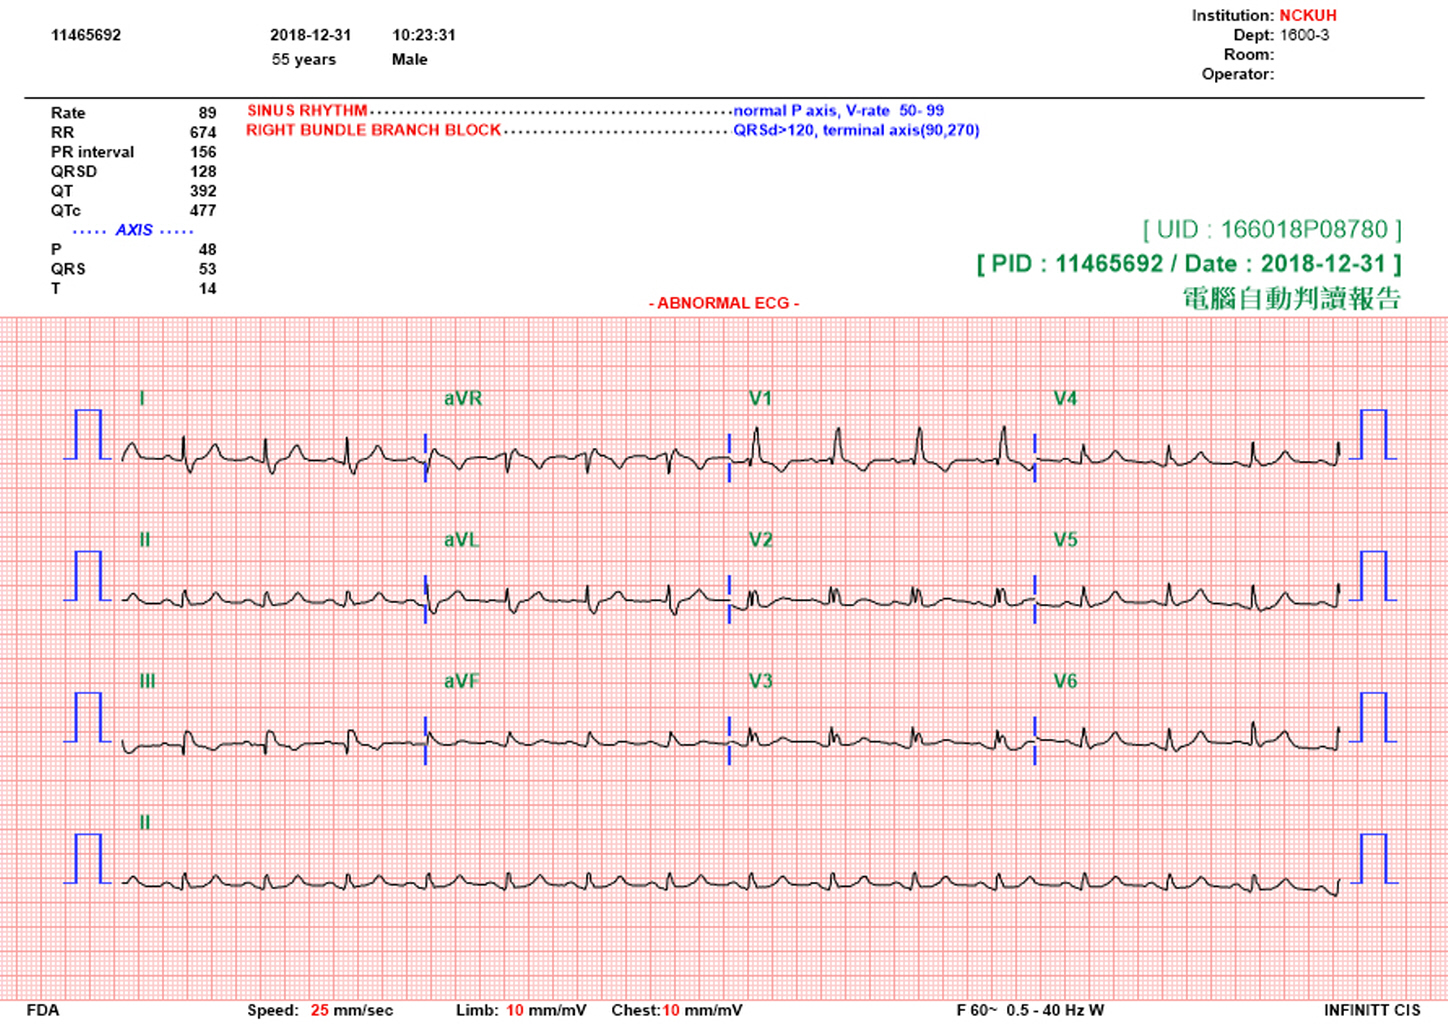 Institution: NCKUH
11465692 2018-12-31 10:23:31 Dept: 1600-3
55 years Male Room:
Operator:
Rate 89 SINUS RHYTHM normal P axis, V-rate 50- 99
RR 674 RIGHT BUNDLE BRANCH BLOCK QRSd>120, terminal axis(90,270)
PR interval 156
QRSD 128
QT 392
QTc 477
..... AXIS .....
P 48
QRS 53
T 14
[ UID : 166018P08780 ]
[ PID : 11465692 / Date : 2018-12-31 ]
電腦自動判讀報告
- ABNORMAL ECG -
I aVR V1 V4
II aVL V2 V5
III aVF V3 V6
II
FDA Speed: 25 mm/sec Limb: 10 mm/mV Chest:10 mm/mV F 60~ 0.5 - 40 Hz W INFINITT CIS